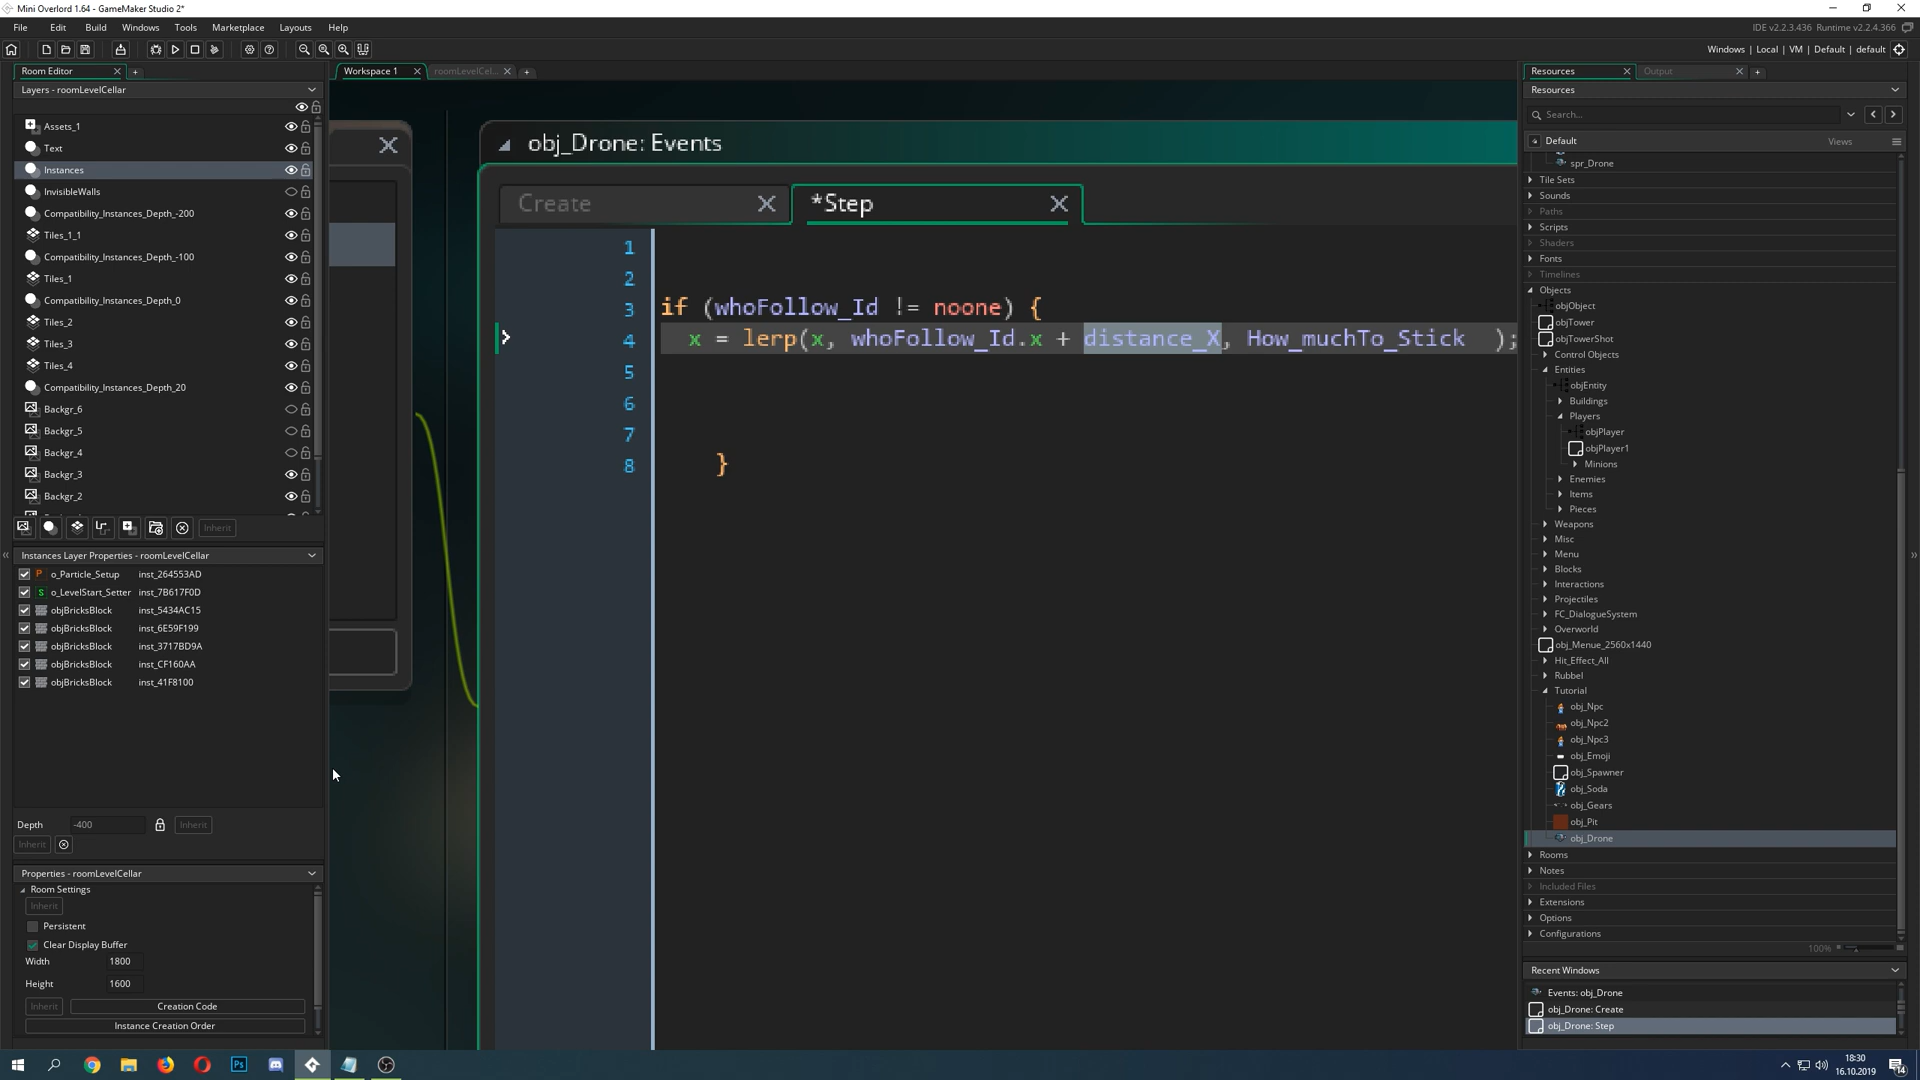 Mini Overlord 1.64 - GameMaker Studio 2*
File Edit Build Windows Tools Marketplace Layouts Help
IDE v2.2.3.436 Runtime v2.2.4.366
Windows | Local | VM | Default | default
Room Editor
Layers - roomLevelCellar
Assets_1
Text
Instances
InvisibleWalls
Compatibility_Instances_Depth_-200
Tiles_1_1
Compatibility_Instances_Depth_-100
Tiles_1
Compatibility_Instances_Depth_0
Tiles_2
Tiles_3
Tiles_4
Compatibility_Instances_Depth_20
Backgr_6
Backgr_5
Backgr_4
Backgr_3
Backgr_2
Inherit
Instances Layer Properties - roomLevelCellar
P o_Particle_Setup inst_264553AD
S o_LevelStart_Setter inst_7B617F0D
objBricksBlock inst_5434AC15
objBricksBlock inst_6E59F199
objBricksBlock inst_3717BD9A
objBricksBlock inst_CF160AA
objBricksBlock inst_41F8100
Depth -400 Inherit
Inherit
Properties - roomLevelCellar
Room Settings
Inherit
Persistent
Clear Display Buffer
Width 1800
Height 1600
Inherit Creation Code
Instance Creation Order
Workspace 1 roomLevelCel...
obj_Drone: Events
Create *Step
1
2
3 if (whoFollow_Id != noone) {
4 x = lerp(x, whoFollow_Id.x + distance_X, How_muchTo_Stick );
5
6
7
8 }
Resources Output
Resources
Search...
Default Views
spr_Drone
Tile Sets
Sounds
Paths
Scripts
Shaders
Fonts
Timelines
Objects
objObject
objTower
objTowerShot
Control Objects
Entities
objEntity
Buildings
Players
objPlayer
objPlayer1
Minions
Enemies
Items
Pieces
Weapons
Misc
Menu
Blocks
Interactions
Projectiles
FC_DialogueSystem
Overworld
obj_Menue_2560x1440
Hit_Effect_All
Rubbel
Tutorial
obj_Npc
obj_Npc2
obj_Npc3
obj_Emoji
obj_Spawner
obj_Soda
obj_Gears
obj_Pit
obj_Drone
Rooms
Notes
Included Files
Extensions
Options
Configurations
100%
Recent Windows
Events: obj_Drone
obj_Drone: Create
obj_Drone: Step
Ps
18:30
16.10.2019
14